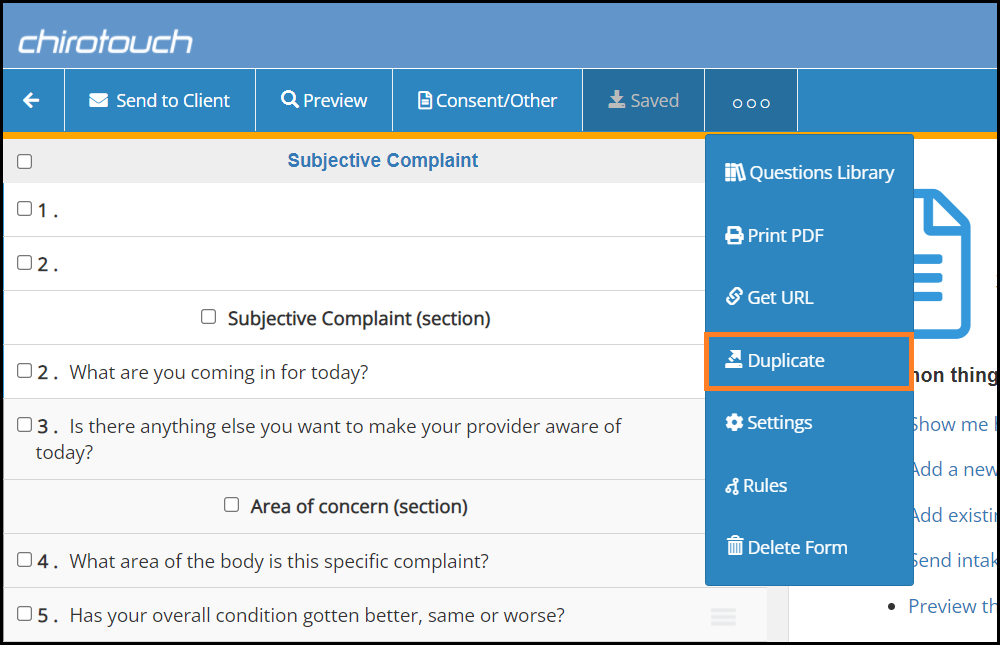 chirotouch
Send to Client Preview Consent/Other Saved
Subjective Complaint
1 .
2 .
Subjective Complaint (section)
2 . What are you coming in for today?
3 . Is there anything else you want to make your provider aware of
today?
Area of concern (section)
4 . What area of the body is this specific complaint?
5 . Has your overall condition gotten better, same or worse?
Questions Library
Print PDF
Get URL
Duplicate
Settings
Rules
Delete Form
thing
Show me
Add a new
Add
Send
Preview